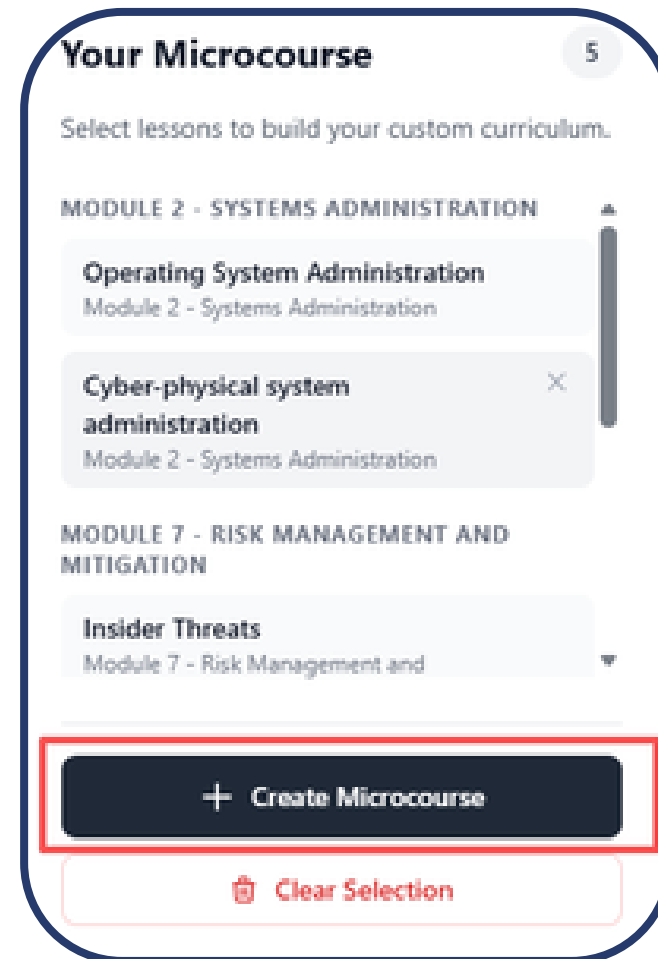 Your Microcourse
5
Select lessons to build your custom curriculum.
MODULE 2 - SYSTEMS ADMINISTRATION
Operating System Administration
Module 2 - Systems Administration
Cyber-physical system
administration
Module 2 - Systems Administration
MODULE 7 - RISK MANAGEMENT AND
MITIGATION
Insider Threats
Module 7 - Risk Management and
+ Create Microcourse
Clear Selection